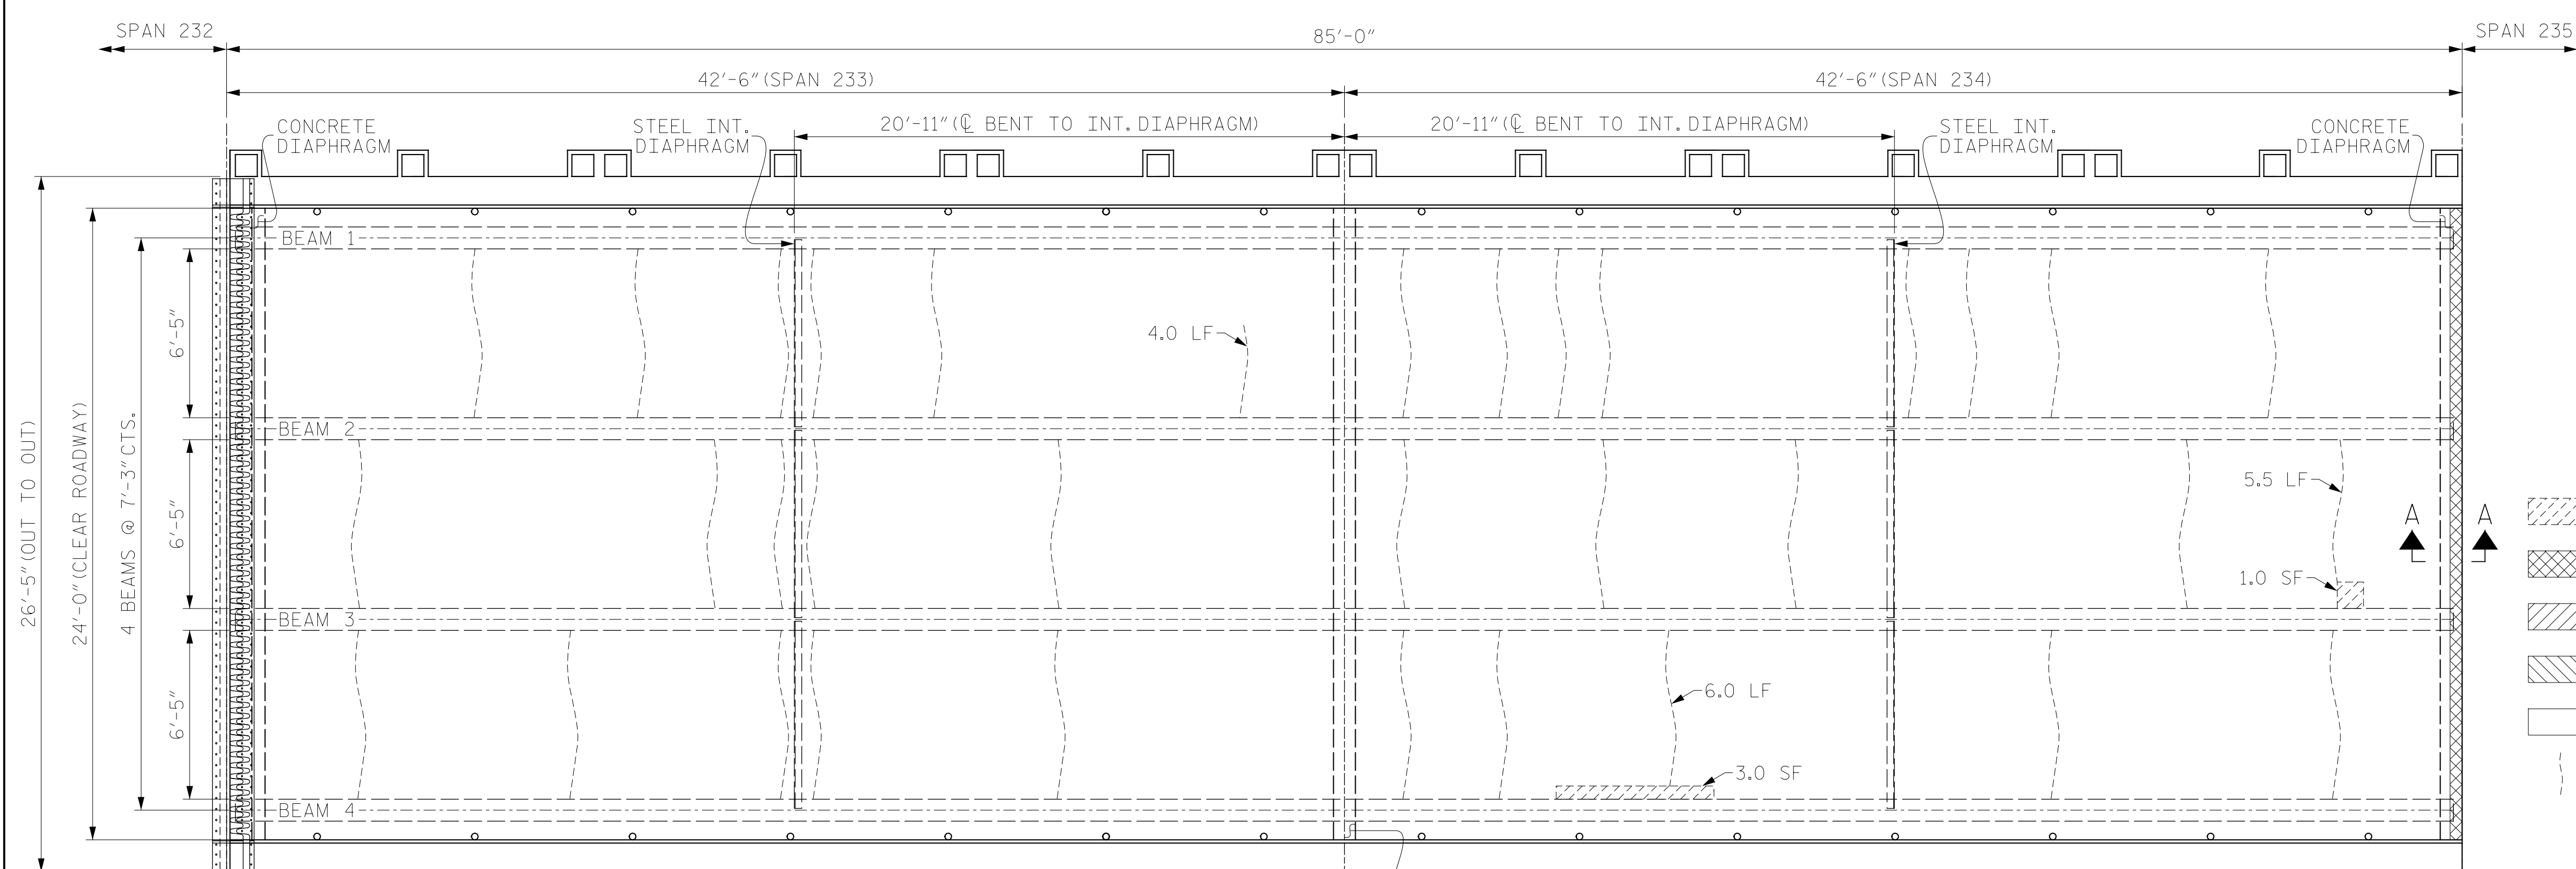 SPAN 232
85'-0"
SPAN 235
42'-6" (SPAN 233)
42'-6" (SPAN 234)
CONCRETE
DIAPHRAGM
STEEL INT.
DIAPHRAGM
20'-11" (℄ BENT TO INT. DIAPHRAGM)
20'-11" (℄ BENT TO INT. DIAPHRAGM)
STEEL INT.
DIAPHRAGM
CONCRETE
DIAPHRAGM
BEAM 1
6'-5"
4.0 LF
26'-5" (OUT TO OUT)
24'-0" (CLEAR ROADWAY)
4 BEAMS @ 7'-3" CTS.
BEAM 2
6'-5"
5.5 LF
A
A
1.0 SF
BEAM 3
6'-5"
6.0 LF
3.0 SF
BEAM 4